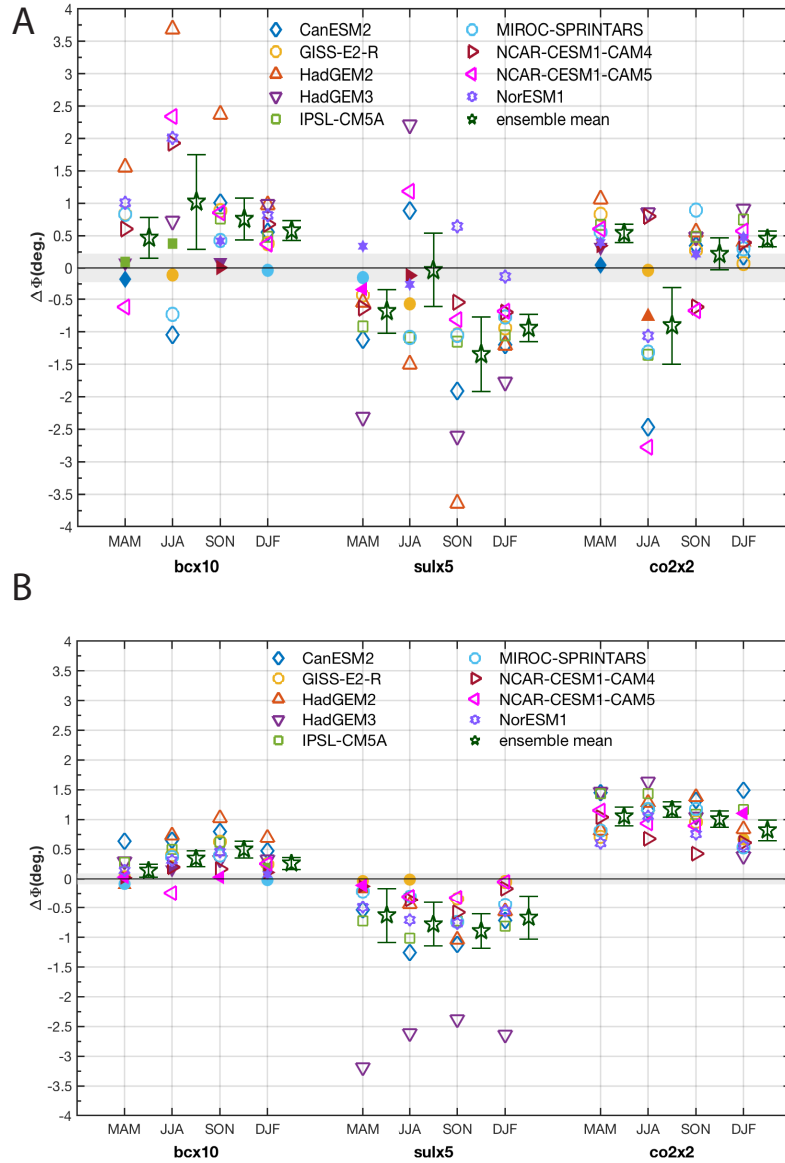 A
ΔΦ(deg.)
4
3.5
3
2.5
2
1.5
1
0.5
0
-0.5
-1
-1.5
-2
-2.5
-3
-3.5
-4
CanESM2
GISS-E2-R
HadGEM2
HadGEM3
IPSL-CM5A
MIROC-SPRINTARS
NCAR-CESM1-CAM4
NCAR-CESM1-CAM5
NorESM1
ensemble mean
MAM JJA SON DJF MAM JJA SON DJF MAM JJA SON DJF
bcx10 sulx5 co2x2
B
ΔΦ(deg.)
4
3.5
3
2.5
2
1.5
1
0.5
0
-0.5
-1
-1.5
-2
-2.5
-3
-3.5
-4
CanESM2
GISS-E2-R
HadGEM2
HadGEM3
IPSL-CM5A
MIROC-SPRINTARS
NCAR-CESM1-CAM4
NCAR-CESM1-CAM5
NorESM1
ensemble mean
MAM JJA SON DJF MAM JJA SON DJF MAM JJA SON DJF
bcx10 sulx5 co2x2